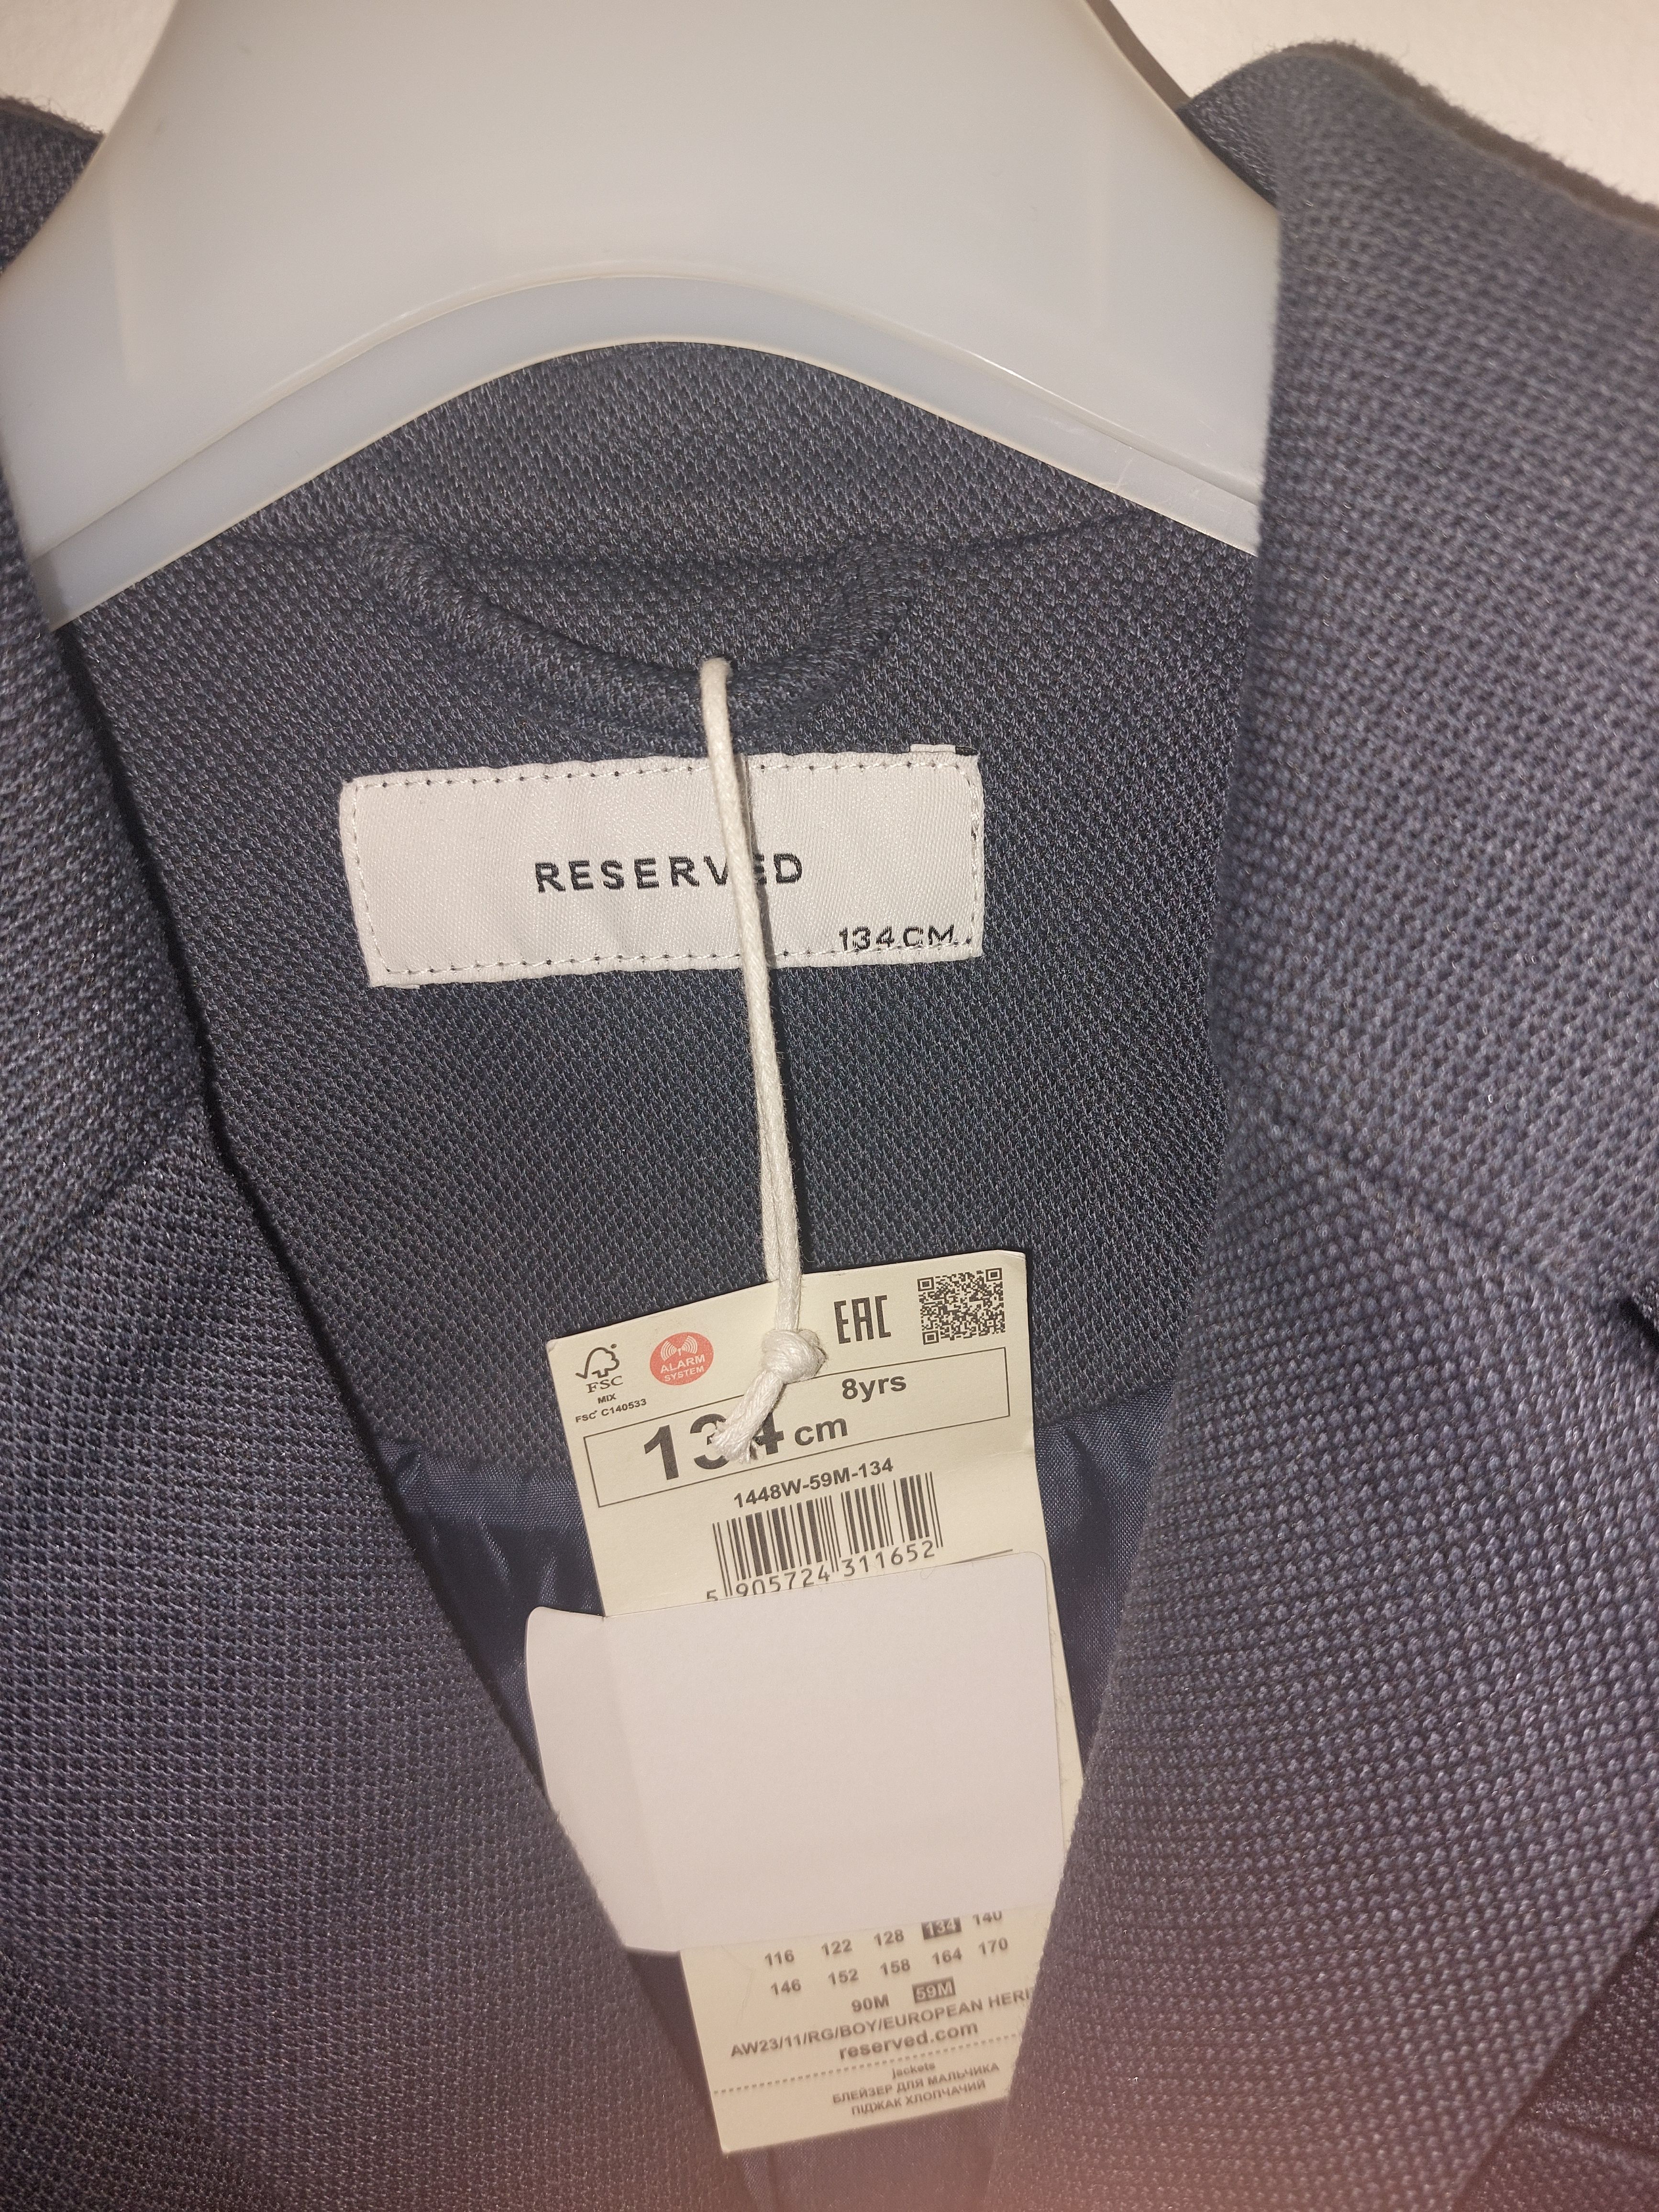 RESERVED
134 CM
FSC
MIX
FSC® C140533
ALARM
SYSTEM
EAC
8yrs
134 cm
1448W-59M-134
5 905724 311652
116 122 128 134 140
146 152 158 164 170
90M 59M
AW23/11/RG/BOY/EUROPEAN
reserved.com
jackets
БЛЕЙЗЕР ДЛЯ МАЛЬЧИКА
ПІДЖАК ХЛОПЧАЧИЙ